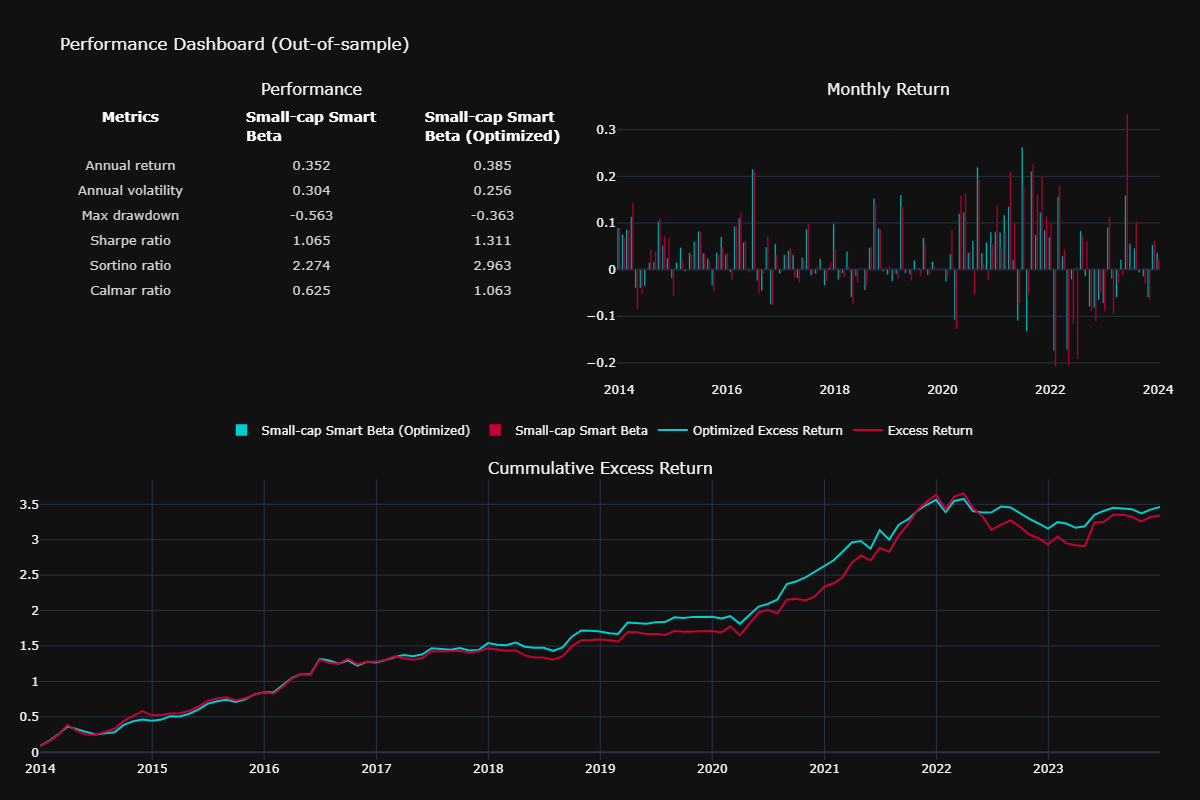 Performance Dashboard (Out-of-sample)
Performance
Metrics Small-cap Smart Beta Small-cap Smart Beta (Optimized)
Annual return 0.352 0.385
Annual volatility 0.304 0.256
Max drawdown -0.563 -0.363
Sharpe ratio 1.065 1.311
Sortino ratio 2.274 2.963
Calmar ratio 0.625 1.063
Monthly Return
0.3
0.2
0.1
0
−0.1
−0.2
2014 2016 2018 2020 2022 2024
Small-cap Smart Beta (Optimized) Small-cap Smart Beta Optimized Excess Return Excess Return
Cummulative Excess Return
3.5
3
2.5
2
1.5
1
0.5
0
2014 2015 2016 2017 2018 2019 2020 2021 2022 2023